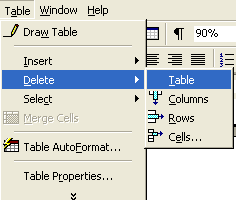 Table Window Help
Draw Table
¶ 90%
Insert
Delete
Table
Columns
Rows
Cells...
Select
Merge Cells
Table AutoFormat...
Table Properties...